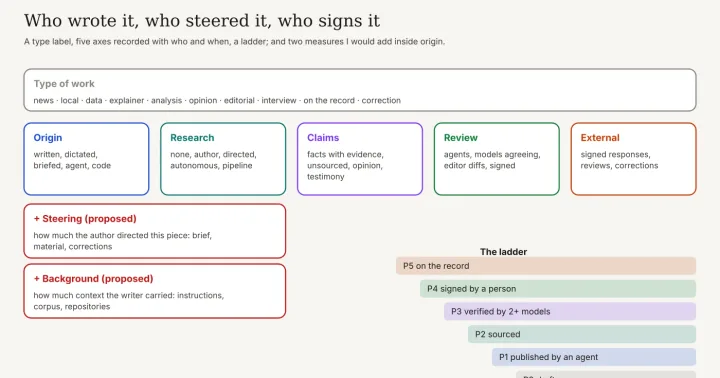 Who wrote it, who steered it, who signs it
A type label, five axes recorded with who and when, a ladder; and two measures I would add inside origin.
Type of work
news · local · data · explainer · analysis · opinion · editorial · interview · on the record · correction
Origin
written, dictated,
briefed, agent, code
Research
none, author, directed,
autonomous, pipeline
Claims
facts with evidence,
unsourced, opinion,
testimony
Review
agents, models agreeing,
editor diffs, signed
External
signed responses,
reviews, corrections
+ Steering (proposed)
how much the author directed this piece: brief,
material, corrections
+ Background (proposed)
how much context the writer carried: instructions,
corpus, repositories
The ladder
P5 on the record
P4 signed by a person
P3 verified by 2+ models
P2 sourced
P1 published by an agent